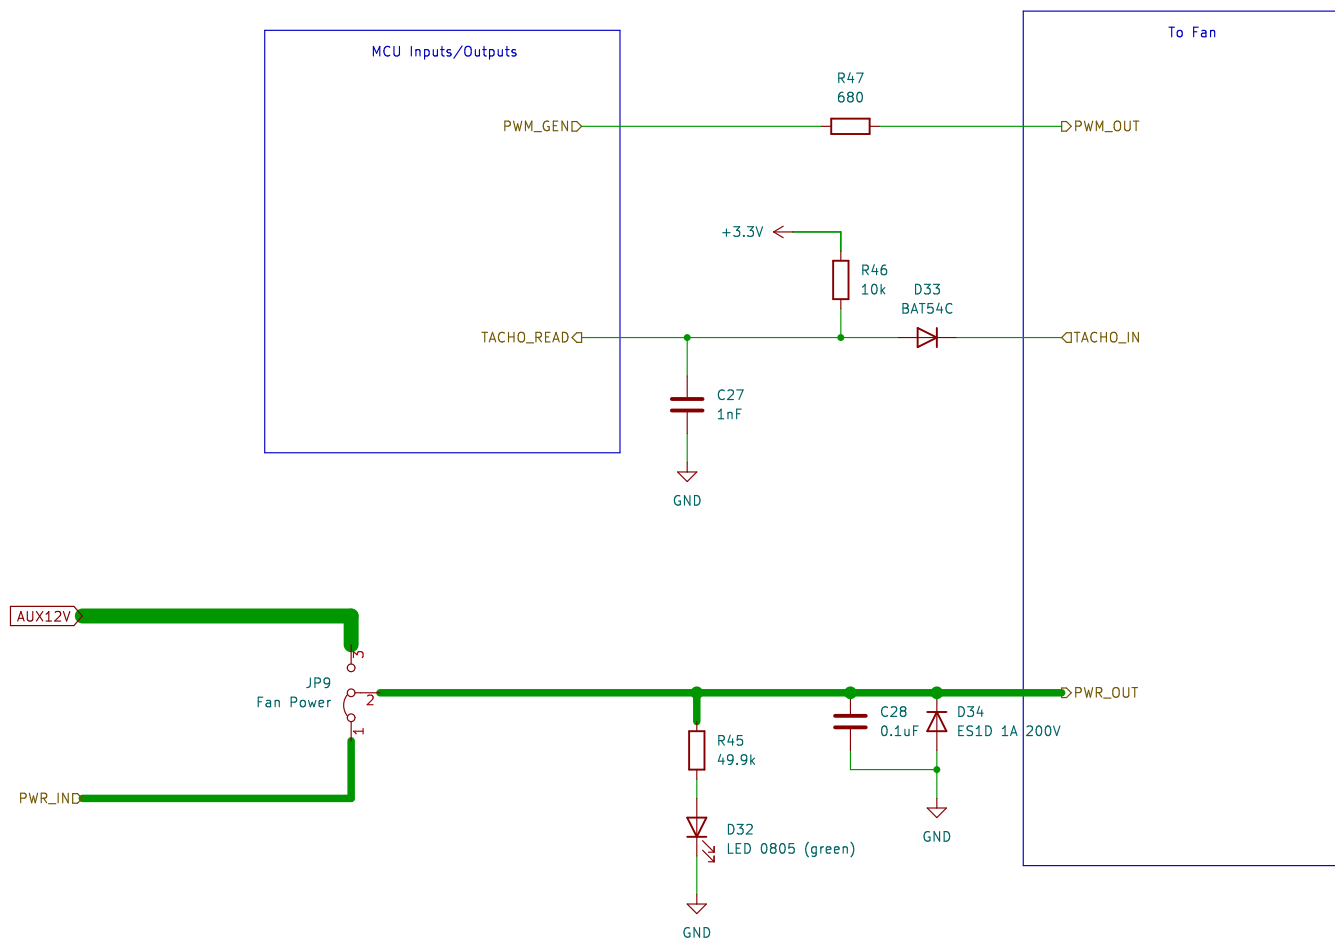 MCU Inputs/Outputs
To Fan
R47
680
PWM_GEN
PWM_OUT
+3.3V
R46
10k
D33
BAT54C
TACHO_READ
TACHO_IN
C27
1nF
GND
AUX12V
3
JP9
Fan Power
2
1
PWR_IN
PWR_OUT
C28
0.1uF
D34
ES1D 1A 200V
R45
49.9k
GND
D32
LED 0805 (green)
GND